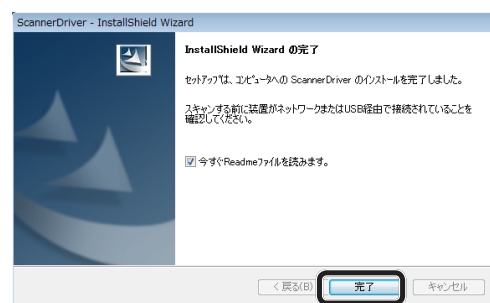 ScannerDriver - InstallShield Wizard
InstallShield Wizard の完了
セットアップは、コンピュータへの ScannerDriver のインストールを完了しました。
スキャンする前に装置がネットワークまたはUSB経由で接続されていることを
確認してください。
今すぐReadmeファイルを読みます。
< 戻る(B)
完了
キャンセル